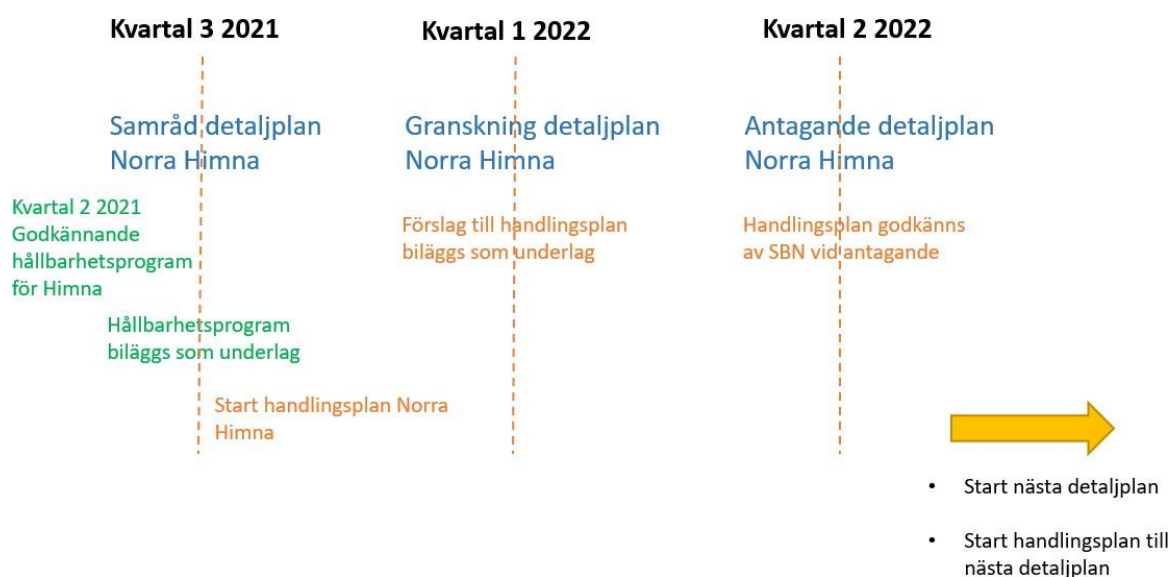 Kvartal 3 2021
Kvartal 1 2022
Kvartal 2 2022
Samråd detaljplan
Norra Himna
Granskning detaljplan
Norra Himna
Antagande detaljplan
Norra Himna
Kvartal 2 2021
Godkännande
hållbarhetsprogram
för Himna
Förslag till handlingsplan
biläggs som underlag
Handlingsplan godkänns
av SBN vid antagande
Hållbarhetsprogram
biläggs som underlag
Start handlingsplan Norra
Himna
• Start nästa detaljplan
• Start handlingsplan till
nästa detaljplan